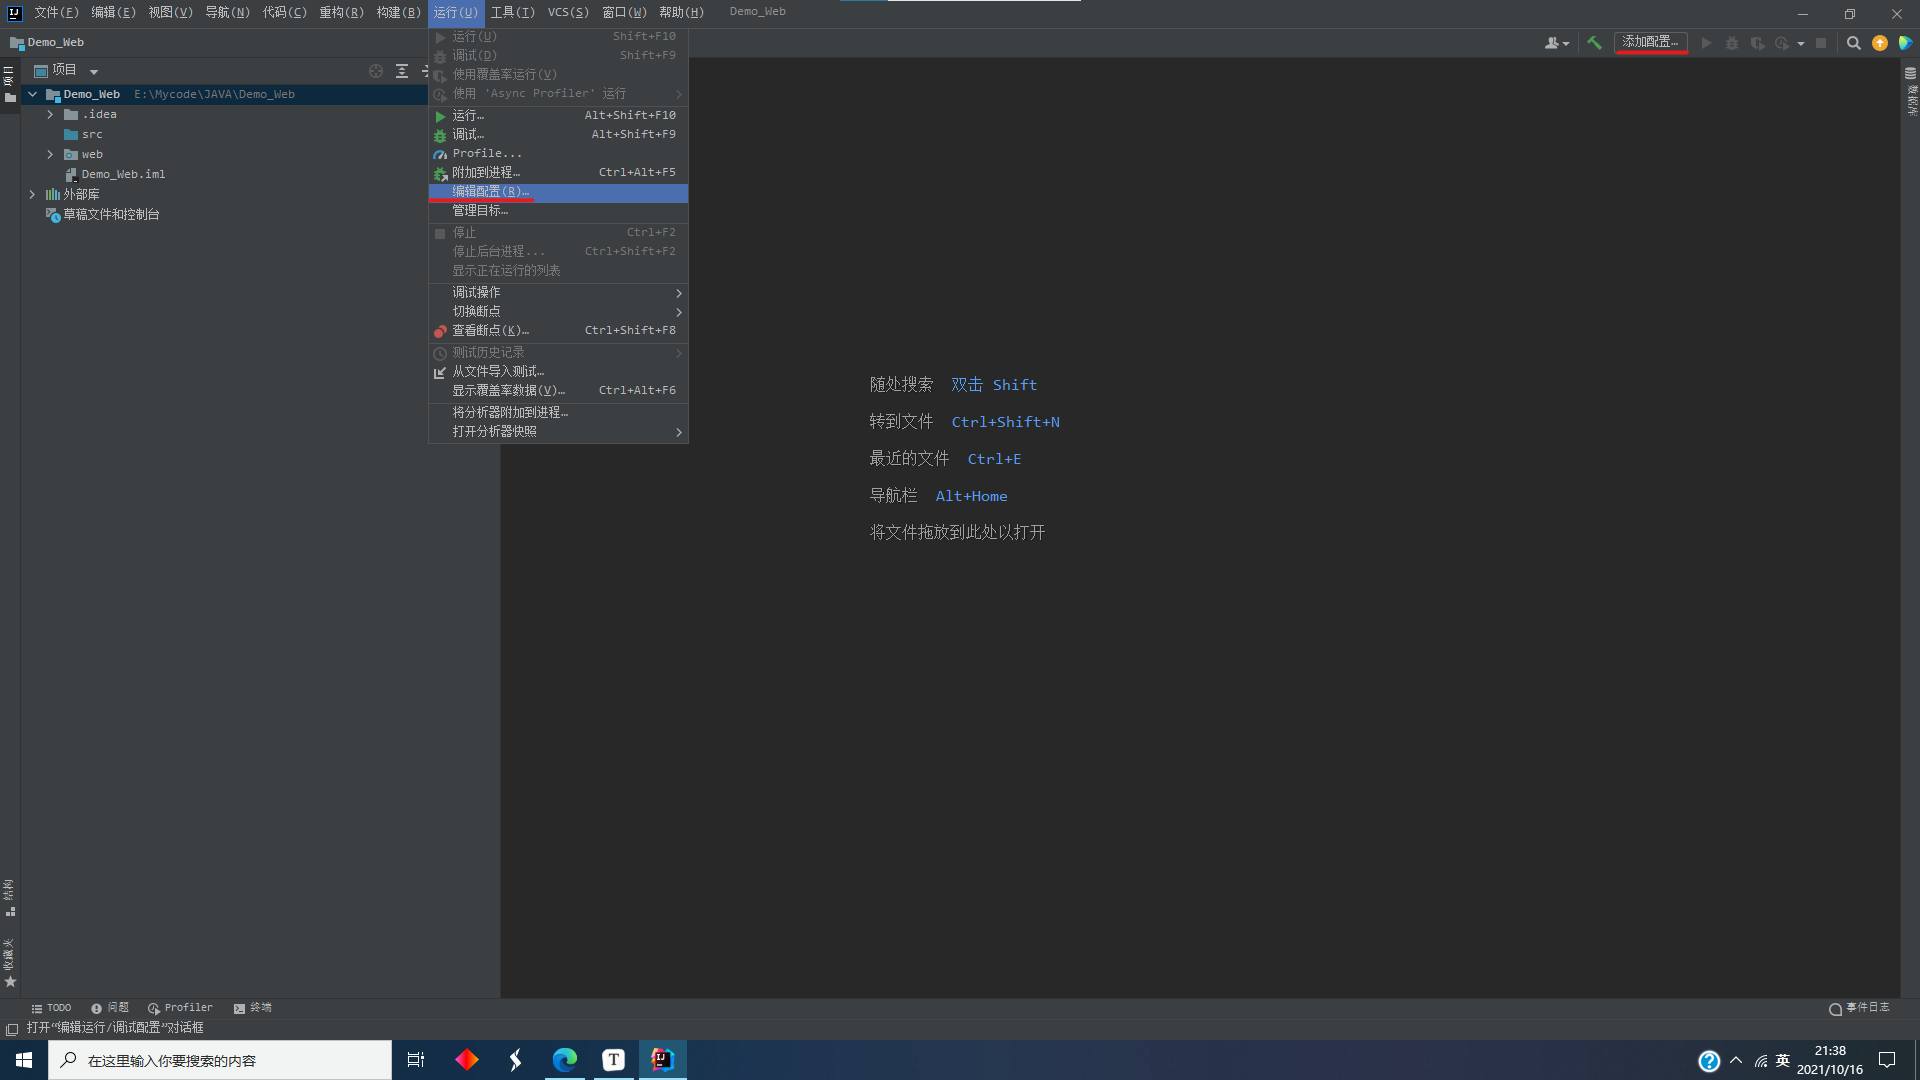 文件(F) 编辑(E) 视图(V) 导航(N) 代码(C) 重构(R) 构建(B) 运行(U) 工具(T) VCS(S) 窗口(W) 帮助(H) Demo_Web
Demo_Web
添加配置...
项目
项目
Demo_Web E:\Mycode\JAVA\Demo_Web
.idea
src
web
Demo_Web.iml
外部库
草稿文件和控制台
运行(U) Shift+F10
调试(D) Shift+F9
使用覆盖率运行(V)
使用 'Async Profiler' 运行
运行... Alt+Shift+F10
调试... Alt+Shift+F9
Profile...
附加到进程... Ctrl+Alt+F5
编辑配置(R)...
管理目标...
停止 Ctrl+F2
停止后台进程... Ctrl+Shift+F2
显示正在运行的列表
调试操作
切换断点
查看断点(K)... Ctrl+Shift+F8
测试历史记录
从文件导入测试...
显示覆盖率数据(V)... Ctrl+Alt+F6
将分析器附加到进程...
打开分析器快照
随处搜索 双击 Shift
转到文件 Ctrl+Shift+N
最近的文件 Ctrl+E
导航栏 Alt+Home
将文件拖放到此处以打开
数据库
结构
收藏夹
TODO 问题 Profiler 终端 事件日志
打开“编辑运行/调试配置”对话框
在这里输入你要搜索的内容
T
IJ
英
21:38
2021/10/16